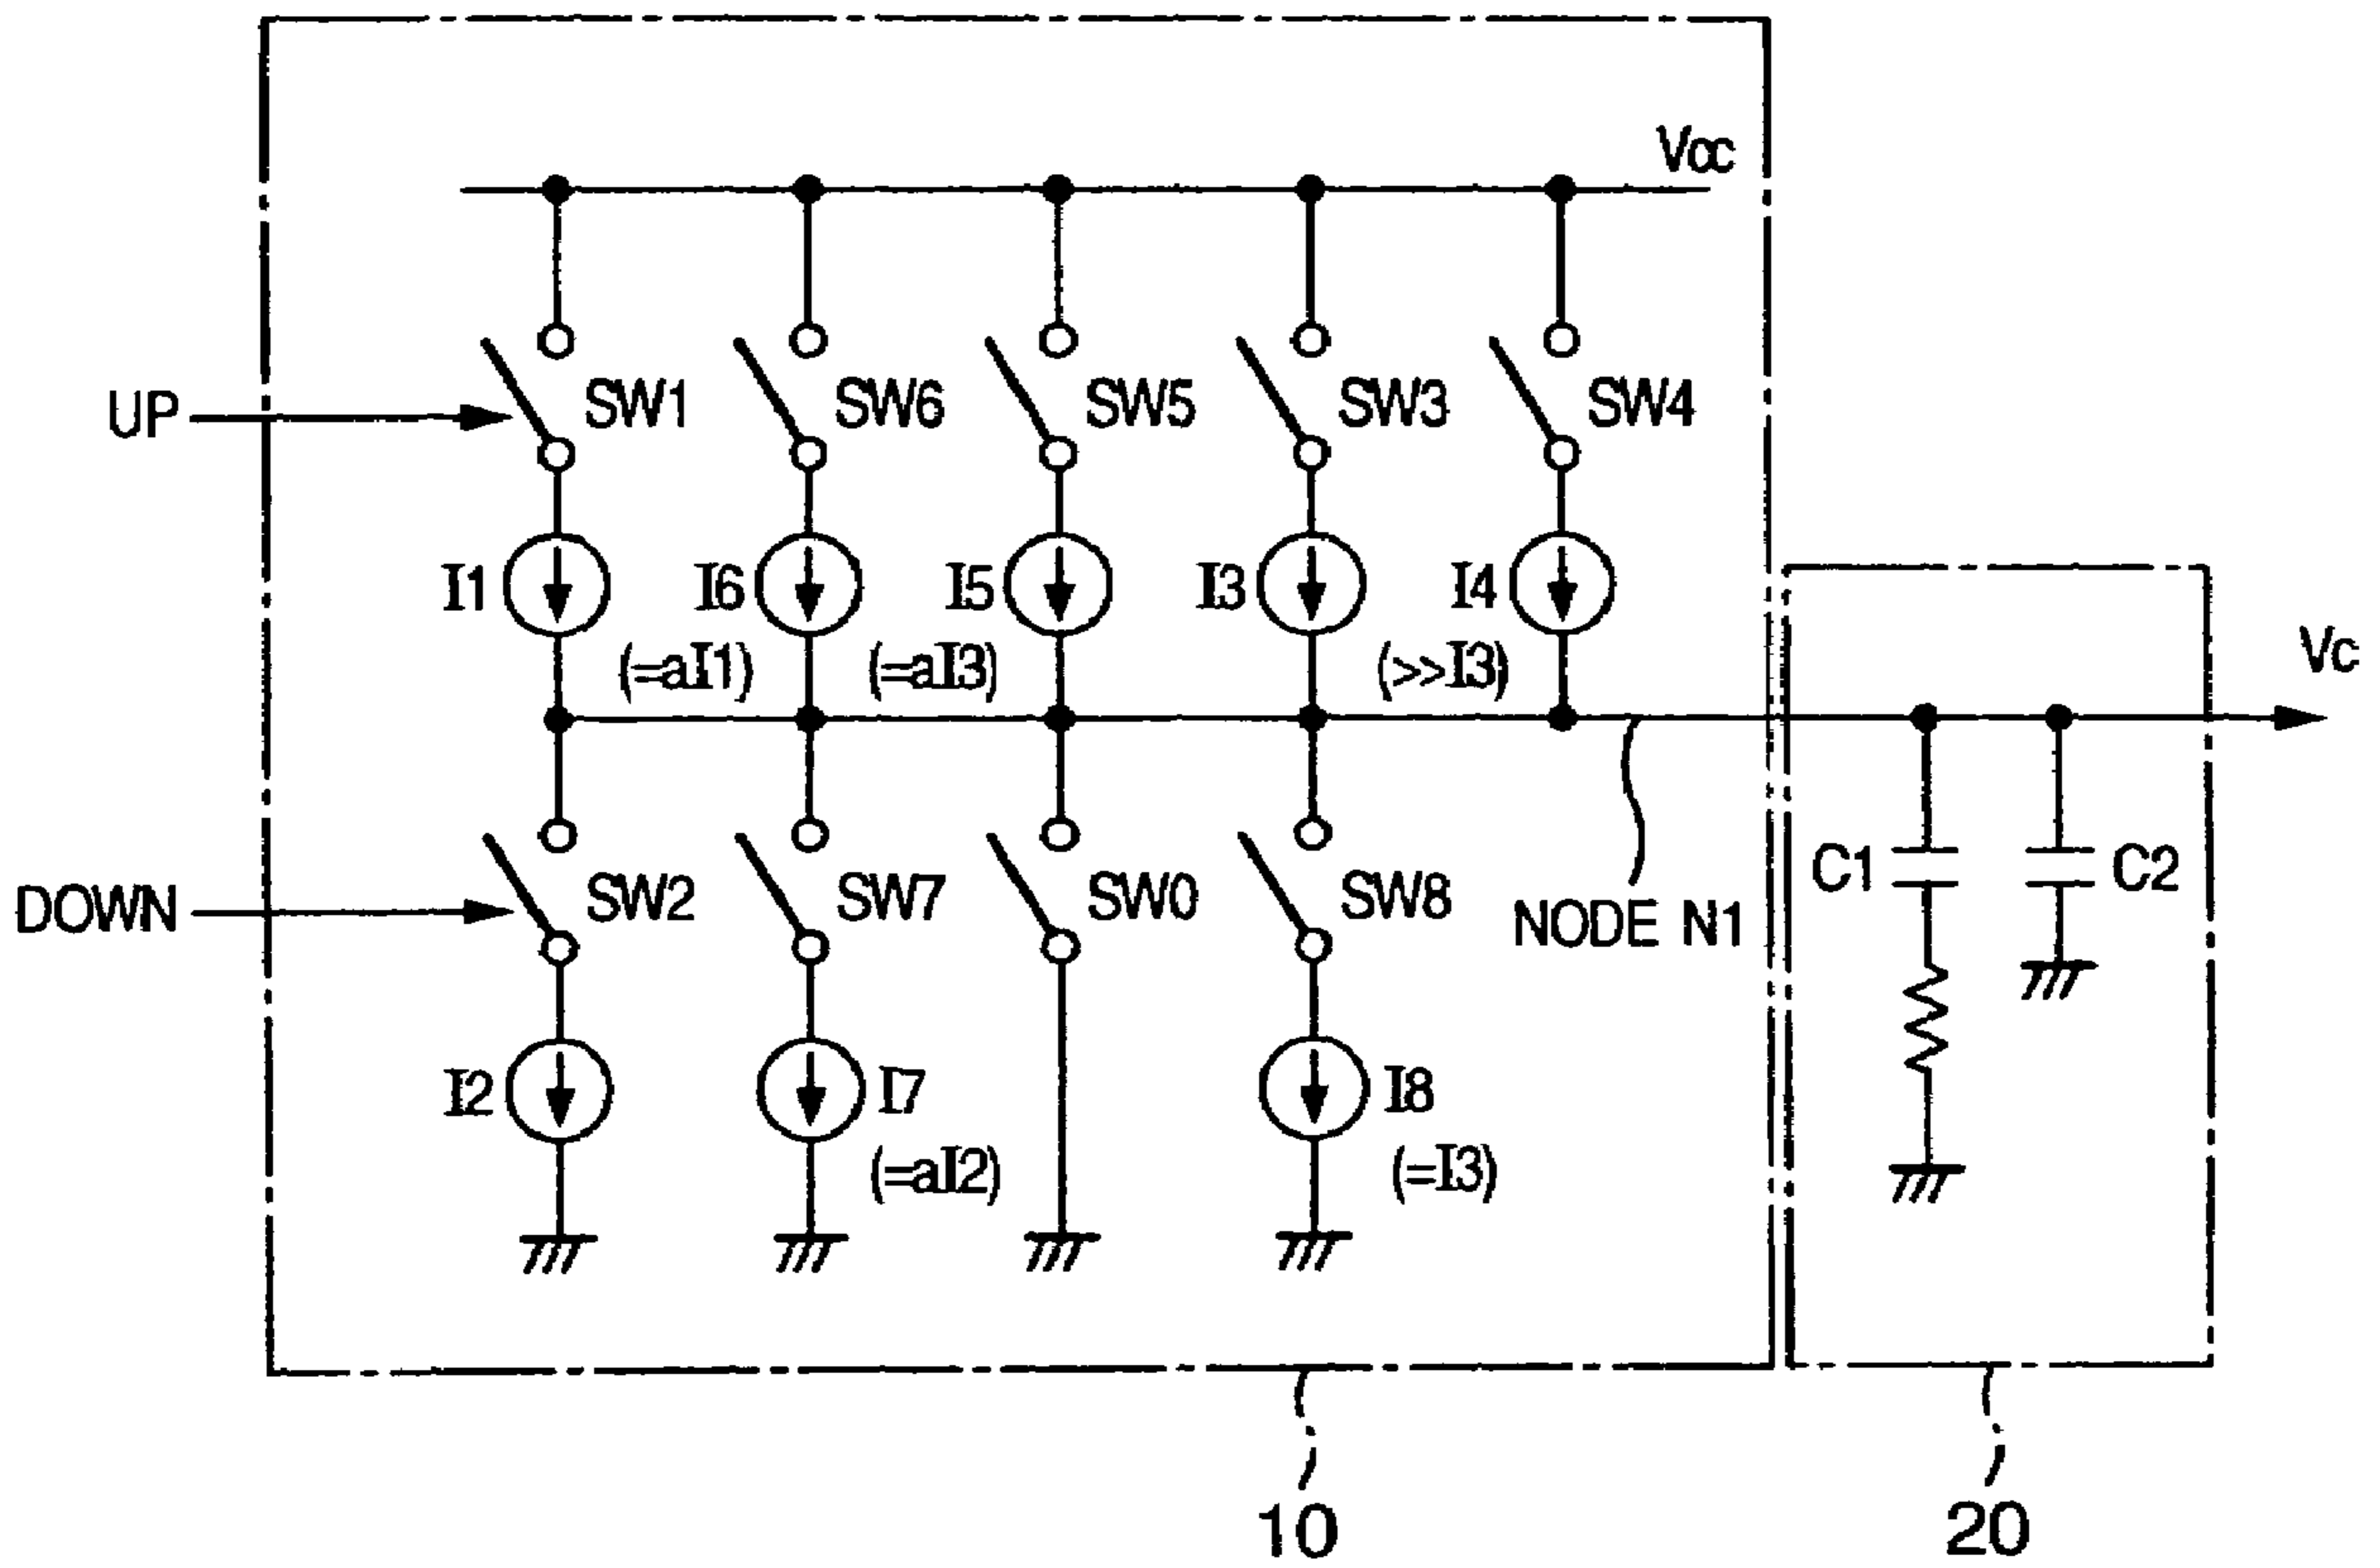 Vcc
UP
SW1
SW6
SW5
SW3
SW4
I1
I6
I5
I3
I4
(=aI1)
(=aI3)
(>>I3)
Vc
DOWN
SW2
SW7
SW0
SW8
NODE N1
C1
C2
I2
I7
I8
(=aI2)
(=I3)
10
20